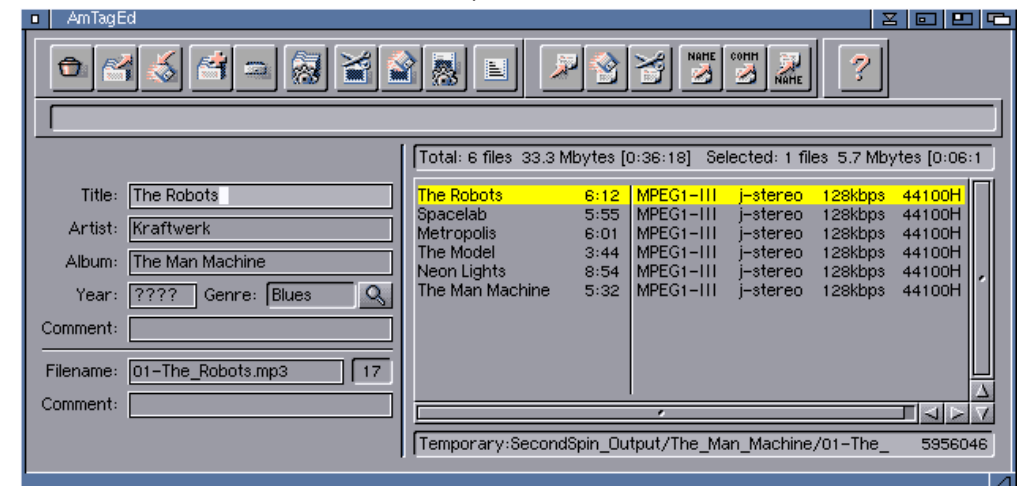 AmTagEd
NAME COMM NAME ?
Total: 6 files 33.3 Mbytes [0:36:18] Selected: 1 files 5.7 Mbytes [0:06:1
Title: The Robots
Artist: Kraftwerk
Album: The Man Machine
Year: ???? Genre: Blues
Comment:
Filename: 01-The_Robots.mp3 17
Comment:
The Robots 6:12 MPEG1-III j-stereo 128kbps 44100H
Spacelab 5:55 MPEG1-III j-stereo 128kbps 44100H
Metropolis 6:01 MPEG1-III j-stereo 128kbps 44100H
The Model 3:44 MPEG1-III j-stereo 128kbps 44100H
Neon Lights 8:54 MPEG1-III j-stereo 128kbps 44100H
The Man Machine 5:32 MPEG1-III j-stereo 128kbps 44100H
Temporary:SecondSpin_Output/The_Man_Machine/01-The_ 5956046